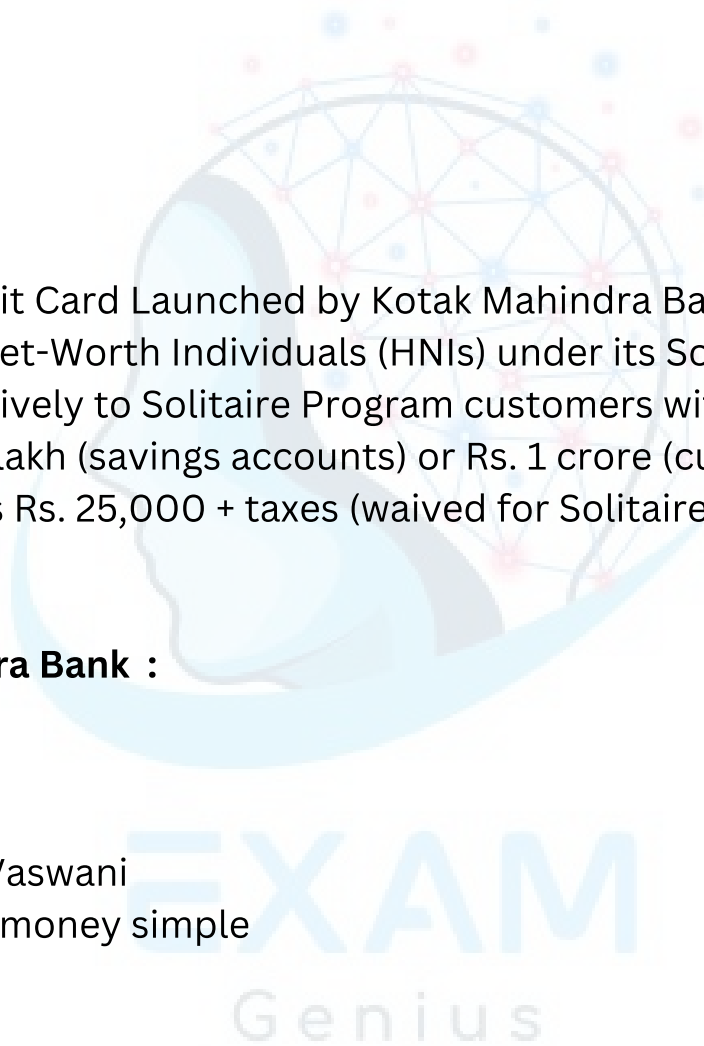 it Card Launched by Kotak Mahindra Ba
et-Worth Individuals (HNIs) under its So
ively to Solitaire Program customers wi
lakh (savings accounts) or Rs. 1 crore (cu
s Rs. 25,000 + taxes (waived for Solitaire
ra Bank :
Vaswani
money simple
EXAM
Genius